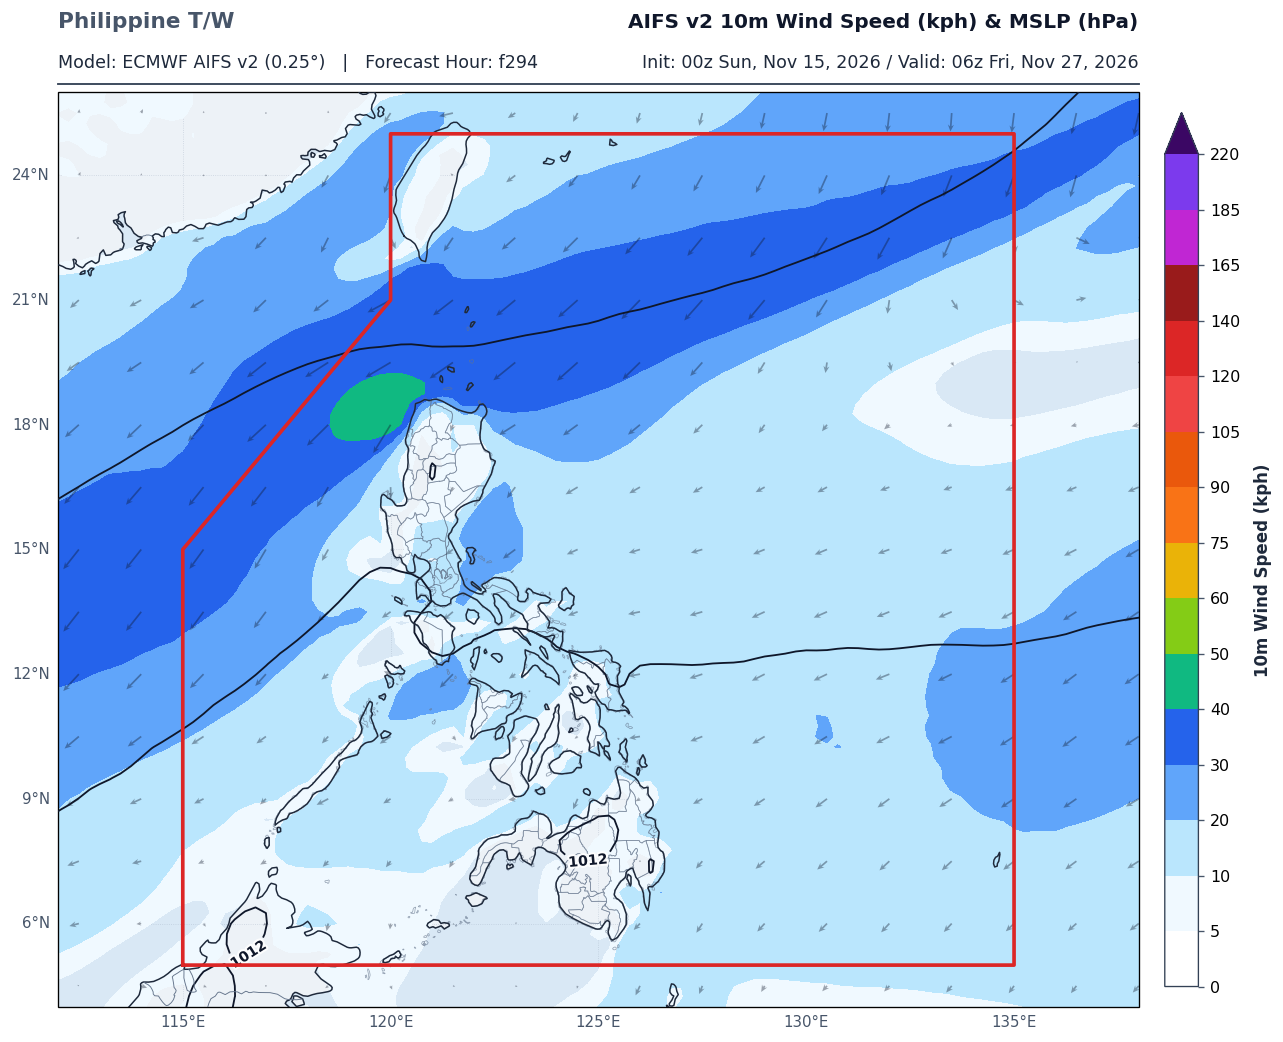 Philippine T/W
AIFS v2 10m Wind Speed (kph) & MSLP (hPa)
Model: ECMWF AIFS v2 (0.25°) | Forecast Hour: f294
Init: 00z Sun, Nov 15, 2026 / Valid: 06z Fri, Nov 27, 2026
24°N
21°N
18°N
15°N
12°N
9°N
6°N
1012
1012
115°E
120°E
125°E
130°E
135°E
220
185
165
140
120
105
90
75
60
50
40
30
20
10
5
0
10m Wind Speed (kph)